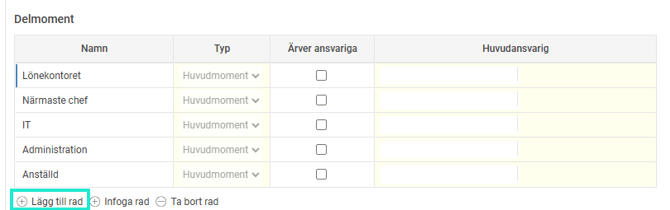 Delmoment
Namn Typ Ärver ansvariga Huvudansvarig
Lönekontoret Huvudmoment
Närmaste chef Huvudmoment
IT Huvudmoment
Administration Huvudmoment
Anställd Huvudmoment
Lägg till rad Infoga rad Ta bort rad